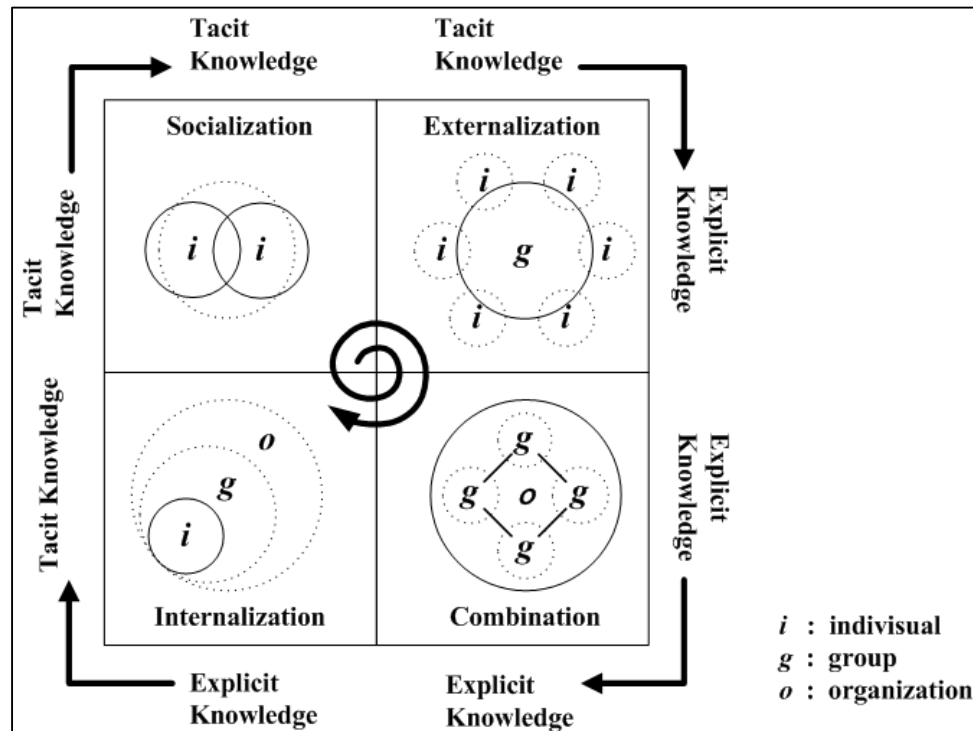 Tacit
Knowledge
Tacit
Knowledge
Socialization
Externalization
i
i
i
i
i
g
i
i
i
Tacit
Knowledge
Explicit
Knowledge
Tacit Knowledge
o
g
i
g
g
o
g
g
Explicit
Knowledge
Internalization
Combination
Explicit
Knowledge
Explicit
Knowledge
i : indivisual
g : group
o : organization